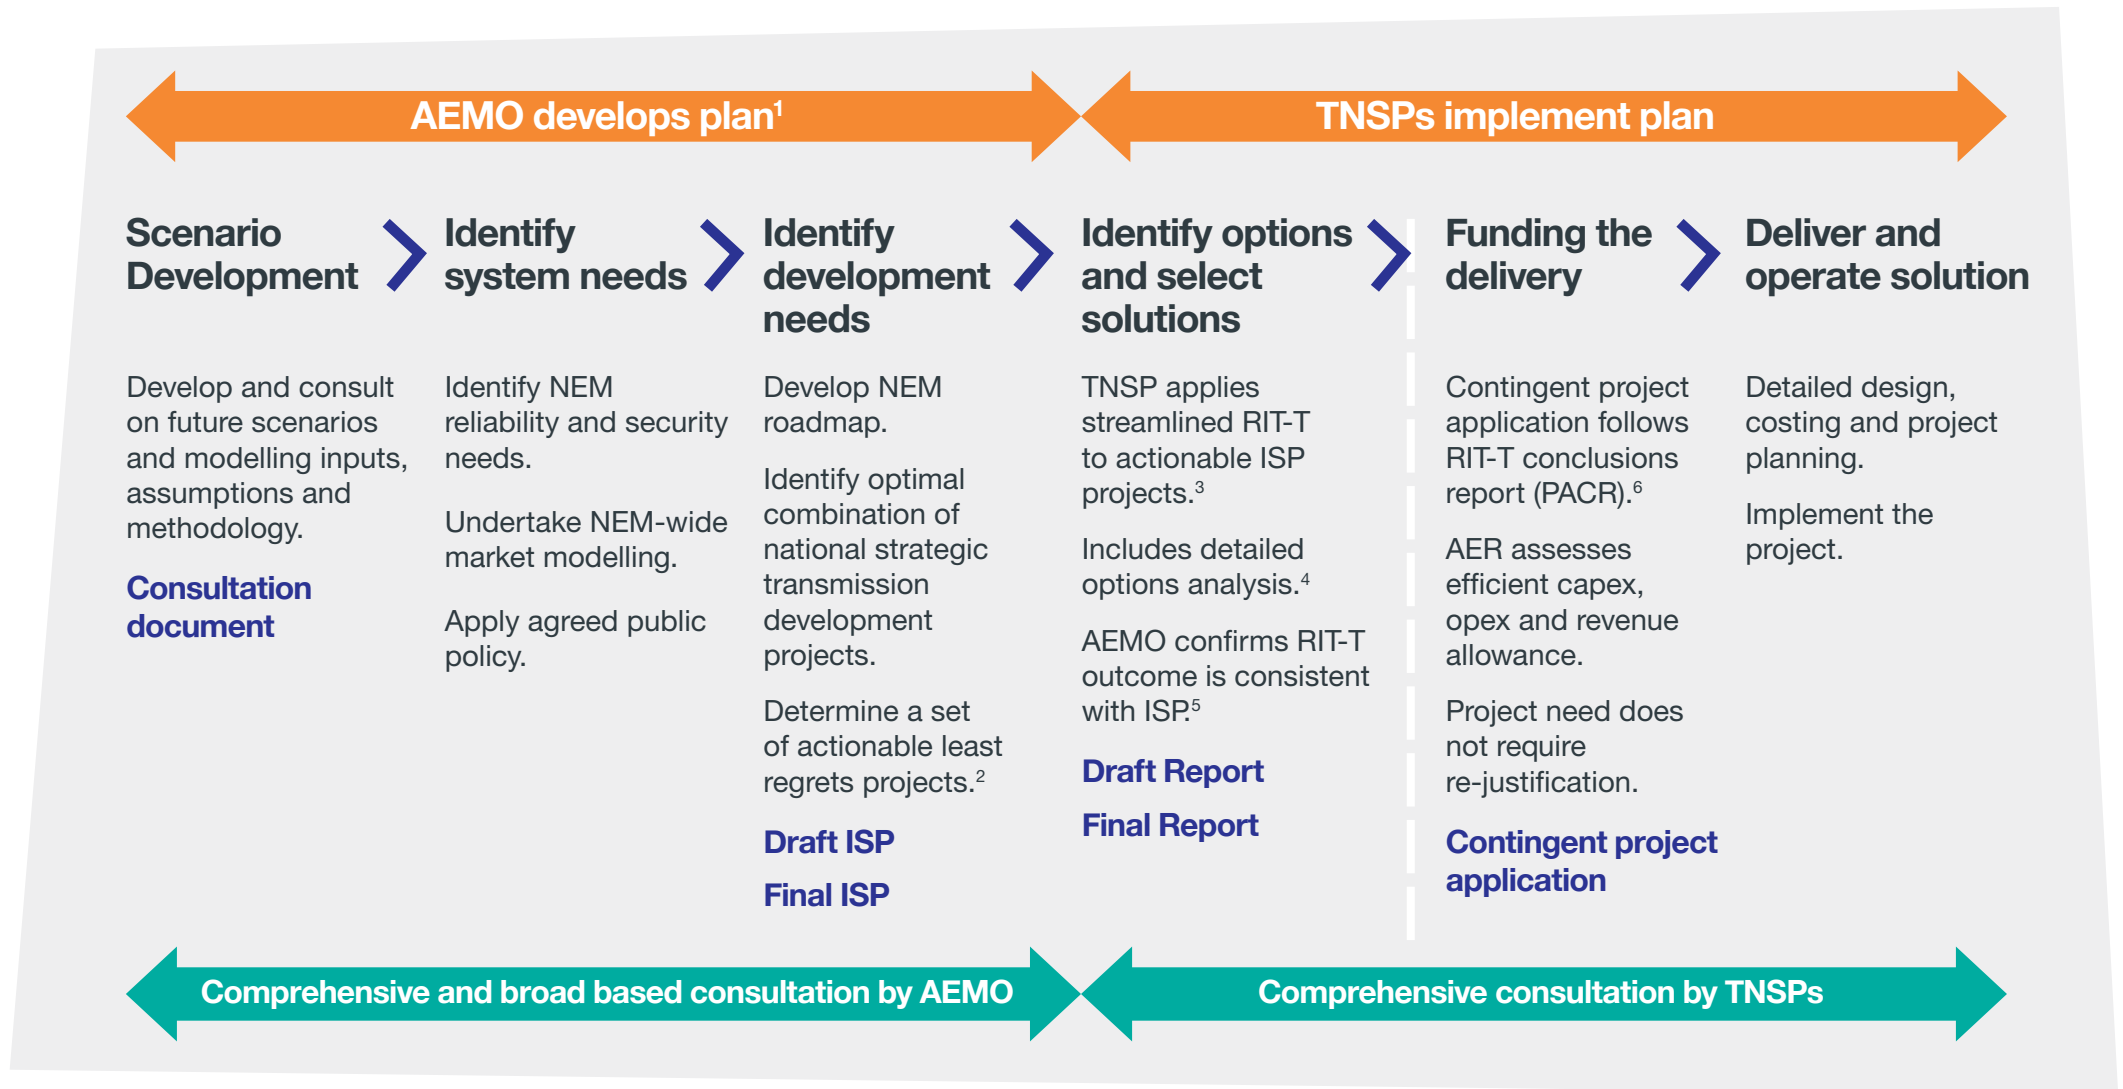 AEMO develops plan¹
TNSPs implement plan
Scenario
Development
Develop and consult
on future scenarios
and modelling inputs,
assumptions and
methodology.
Consultation
document
Identify
system needs
Identify NEM
reliability and security
needs.
Undertake NEM-wide
market modelling.
Apply agreed public
policy.
Identify
development
needs
Develop NEM
roadmap.
Identify optimal
combination of
national strategic
transmission
development
projects.
Determine a set
of actionable least
regrets projects.²
Draft ISP
Final ISP
Identify options
and select
solutions
TNSP applies
streamlined RIT-T
to actionable ISP
projects.³
Includes detailed
options analysis.⁴
AEMO confirms RIT-T
outcome is consistent
with ISP.⁵
Draft Report
Final Report
Funding the
delivery
Contingent project
application follows
RIT-T conclusions
report (PACR).⁶
AER assesses
efficient capex,
opex and revenue
allowance.
Project need does
not require
re-justification.
Contingent project
application
Deliver and
operate solution
Detailed design,
costing and project
planning.
Implement the
project.
Comprehensive and broad based consultation by AEMO
Comprehensive consultation by TNSPs